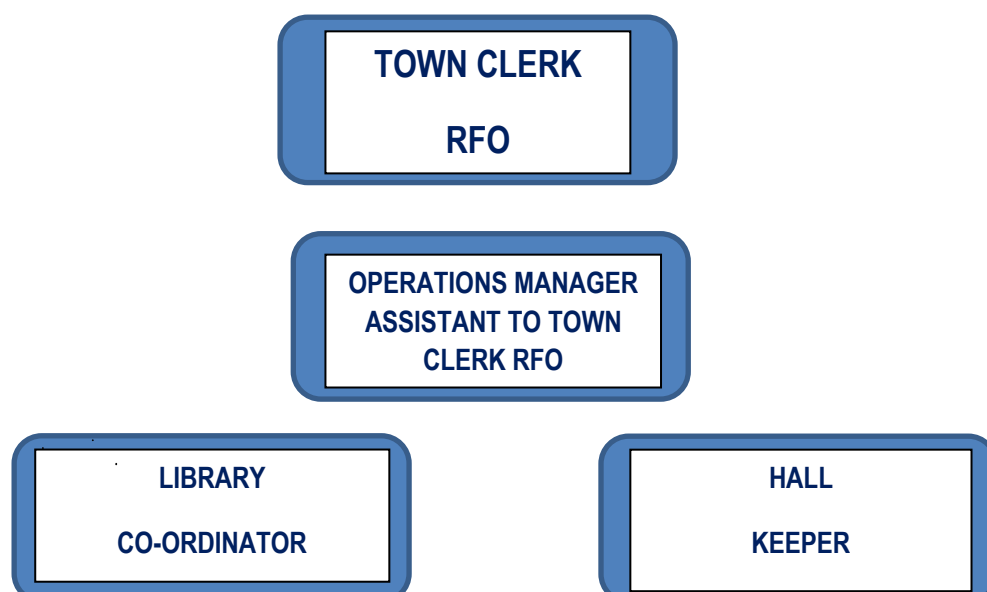 TOWN CLERK
RFO
OPERATIONS MANAGER
ASSISTANT TO TOWN
CLERK RFO
LIBRARY
CO-ORDINATOR
HALL
KEEPER